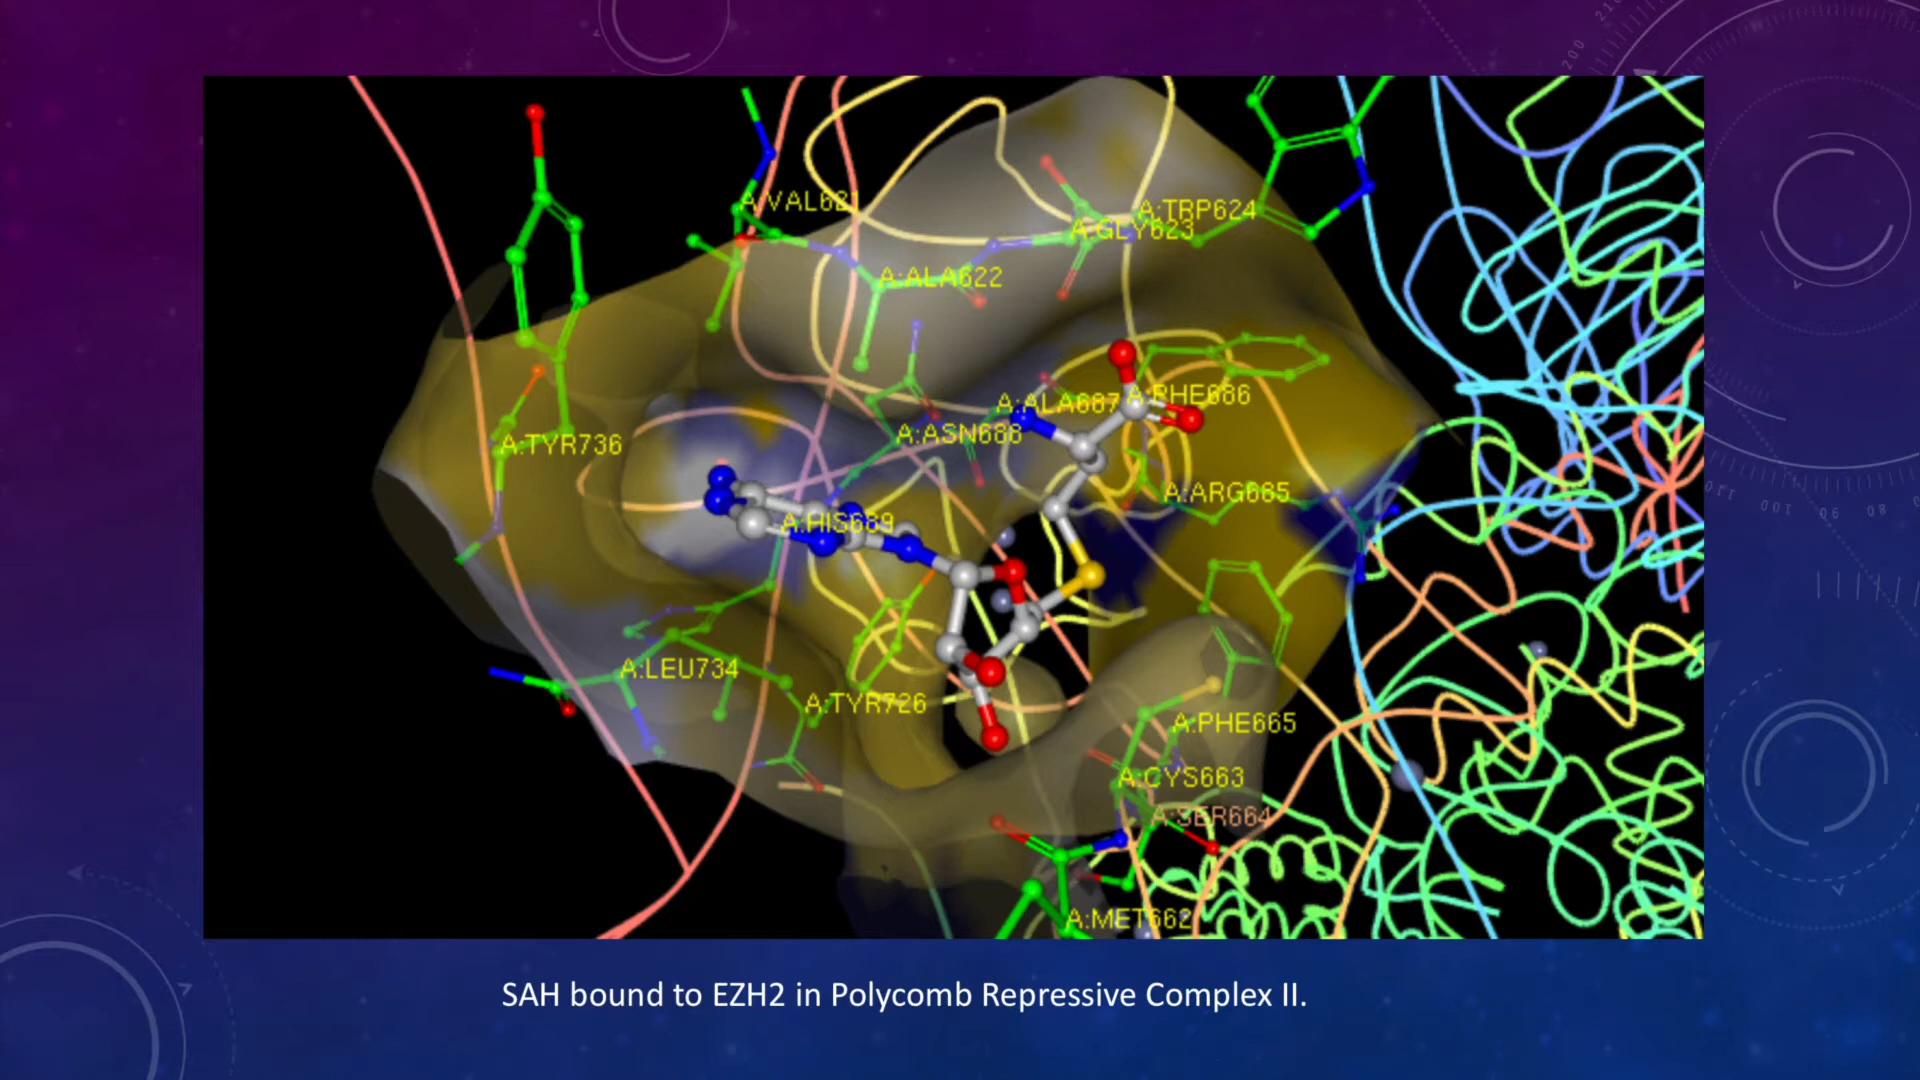 A:VAL621
A:TRP624
A:GLY623
A:ALA622
A:ALA687
A:PHE686
A:ASN688
A:TYR736
A:ARG685
A:HIS689
A:LEU734
A:TYR726
A:PHE665
A:CYS663
A:SER664
A:MET662
SAH bound to EZH2 in Polycomb Repressive Complex II.